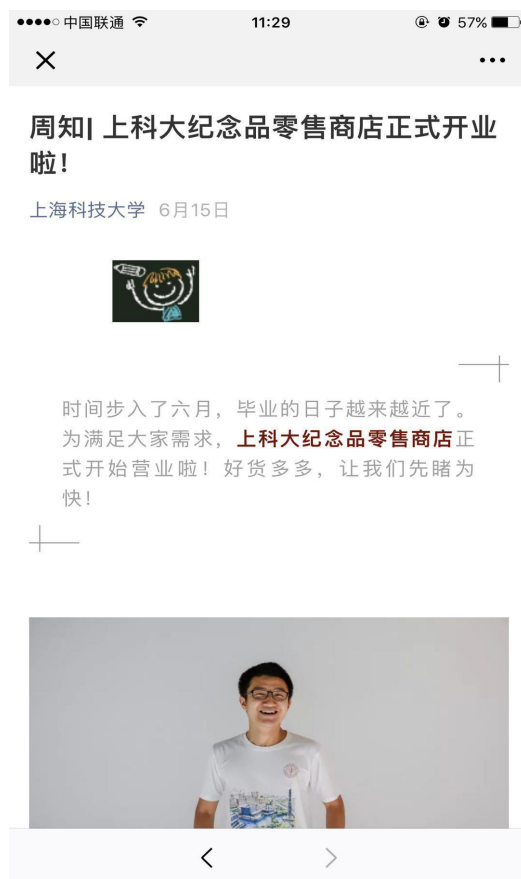 中国联通
11:29
57%
周知| 上科大纪念品零售商店正式开业
啦！
上海科技大学 6月15日
时间步入了六月，毕业的日子越来越近了。
为满足大家需求，上科大纪念品零售商店正
式开始营业啦！好货多多，让我们先睹为
快！